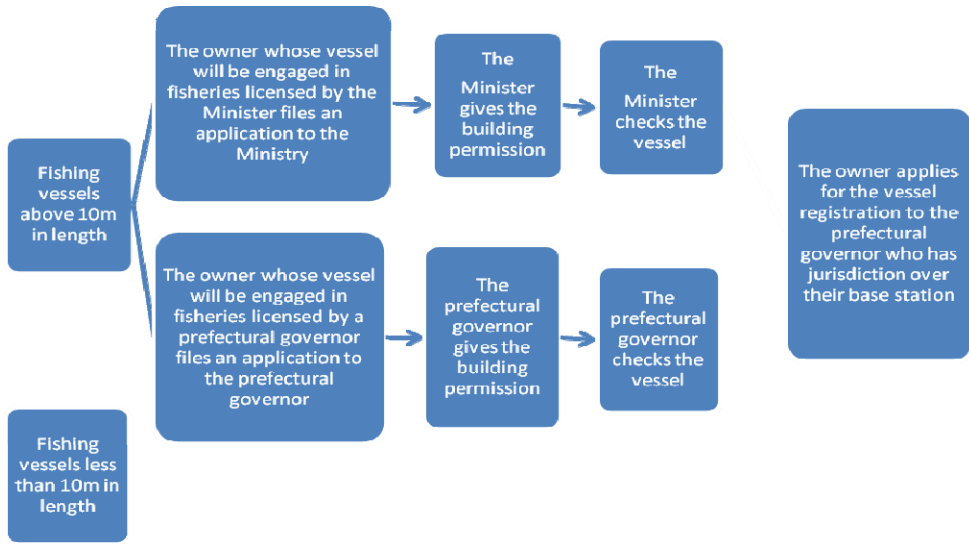 Fishing
vessels
above 10m
in length
The owner whose vessel
will be engaged in
fisheries licensed by
the Minister files an
application to the
Ministry
The
Minister
gives the
building
permission
The
Minister
checks the
vessel
The owner whose vessel
will be engaged in
fisheries licensed by a
prefectural governor
files an application to
the prefectural
governor
The
prefectural
governor
gives the
building
permission
The
prefectural
governor
checks the
vessel
The owner applies
for the vessel
registration to the
prefectural
governor who has
jurisdiction over
their base station
Fishing
vessels less
than 10m in
length